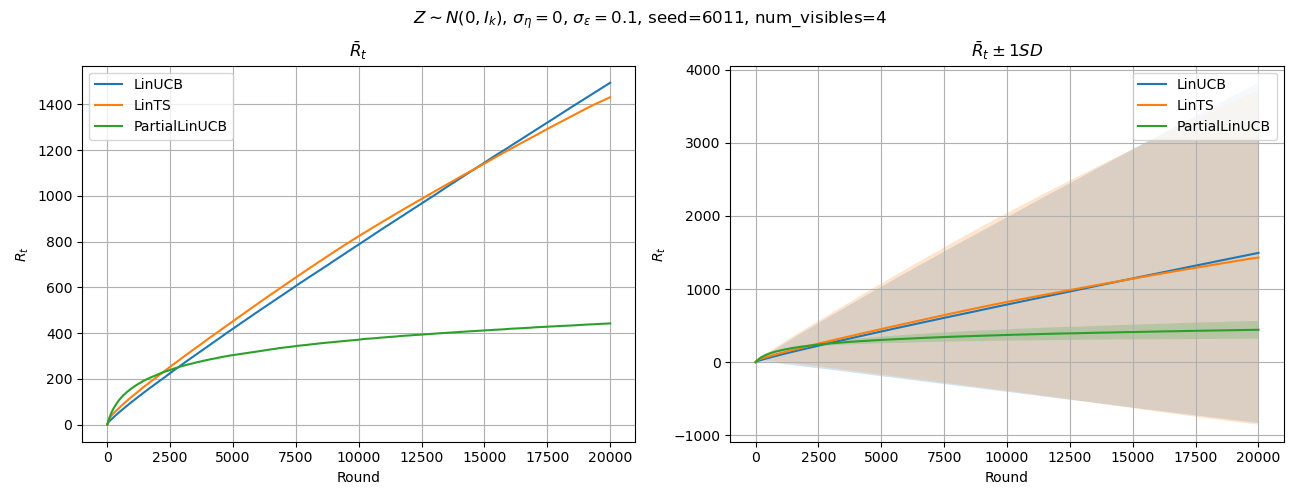 Z ~ N(0, I_k), σ_η = 0, σ_ε = 0.1, seed=6011, num_visibles=4
R̄_t
R_t
1400
1200
1000
800
600
400
200
0
LinUCB
LinTS
PartialLinUCB
0 2500 5000 7500 10000 12500 15000 17500 20000
Round
R̄_t ± 1SD
R_t
4000
3000
2000
1000
0
−1000
LinUCB
LinTS
PartialLinUCB
0 2500 5000 7500 10000 12500 15000 17500 20000
Round